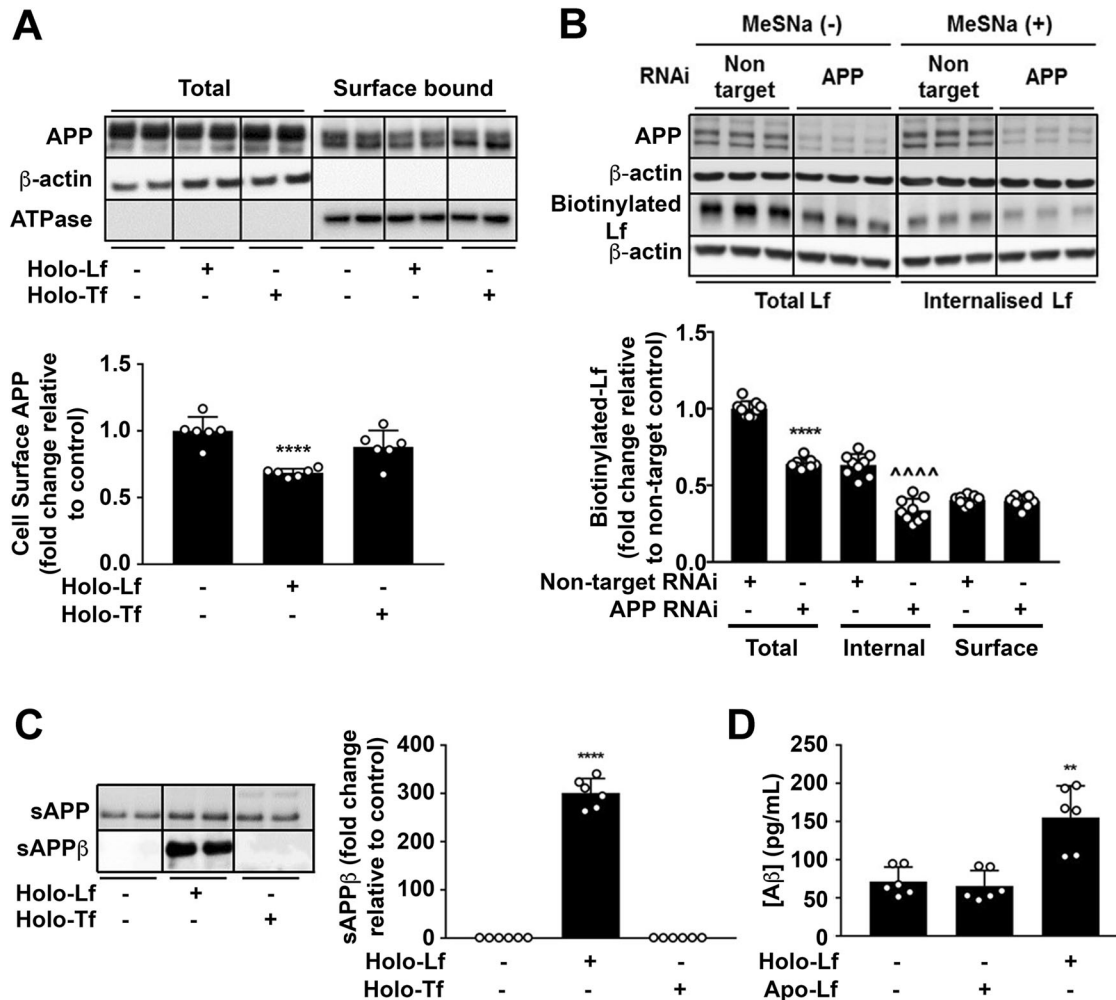 A
Total Surface bound
APP
β-actin
ATPase
Holo-Lf - + - - + -
Holo-Tf - - + - - +
Cell Surface APP
(fold change relative
to control)
1.5
1.0
0.5
0.0
****
Holo-Lf - + -
Holo-Tf - - +
B
MeSNa (-) MeSNa (+)
RNAi Non target APP Non target APP
APP
β-actin
Biotinylated
Lf
β-actin
Total Lf Internalised Lf
Biotinylated-Lf
(fold change relative
to non-target control)
1.5
1.0
0.5
0.0
****
^^^^
Non-target RNAi + - + - + -
APP RNAi - + - + - +
Total Internal Surface
C
sAPP
sAPPβ
Holo-Lf - + -
Holo-Tf - - +
sAPPβ (fold change
relative to control)
400
300
200
100
0
****
Holo-Lf - + -
Holo-Tf - - +
D
[Aβ] (pg/mL)
250
200
150
100
50
0
**
Holo-Lf - - +
Apo-Lf - + -